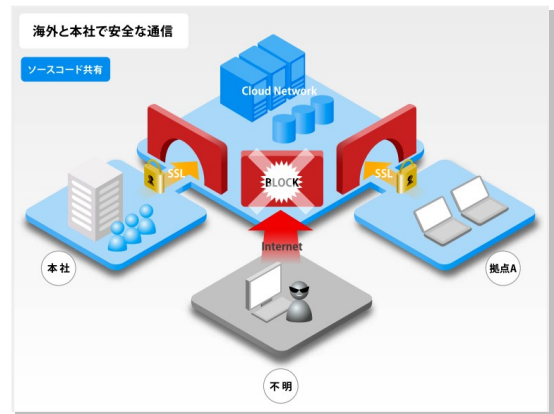 海外と本社で安全な通信
ソースコード共有
Cloud Network
SSL
BLOCK
SSL
Internet
本社
拠点A
不明